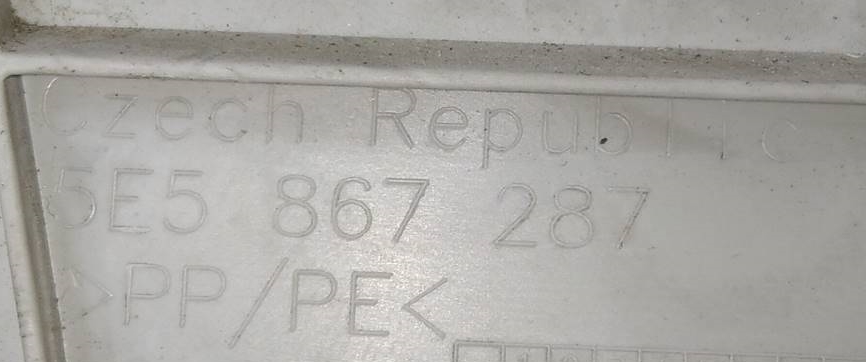 Czech Republic
5E5 867 287
>PP/PE<